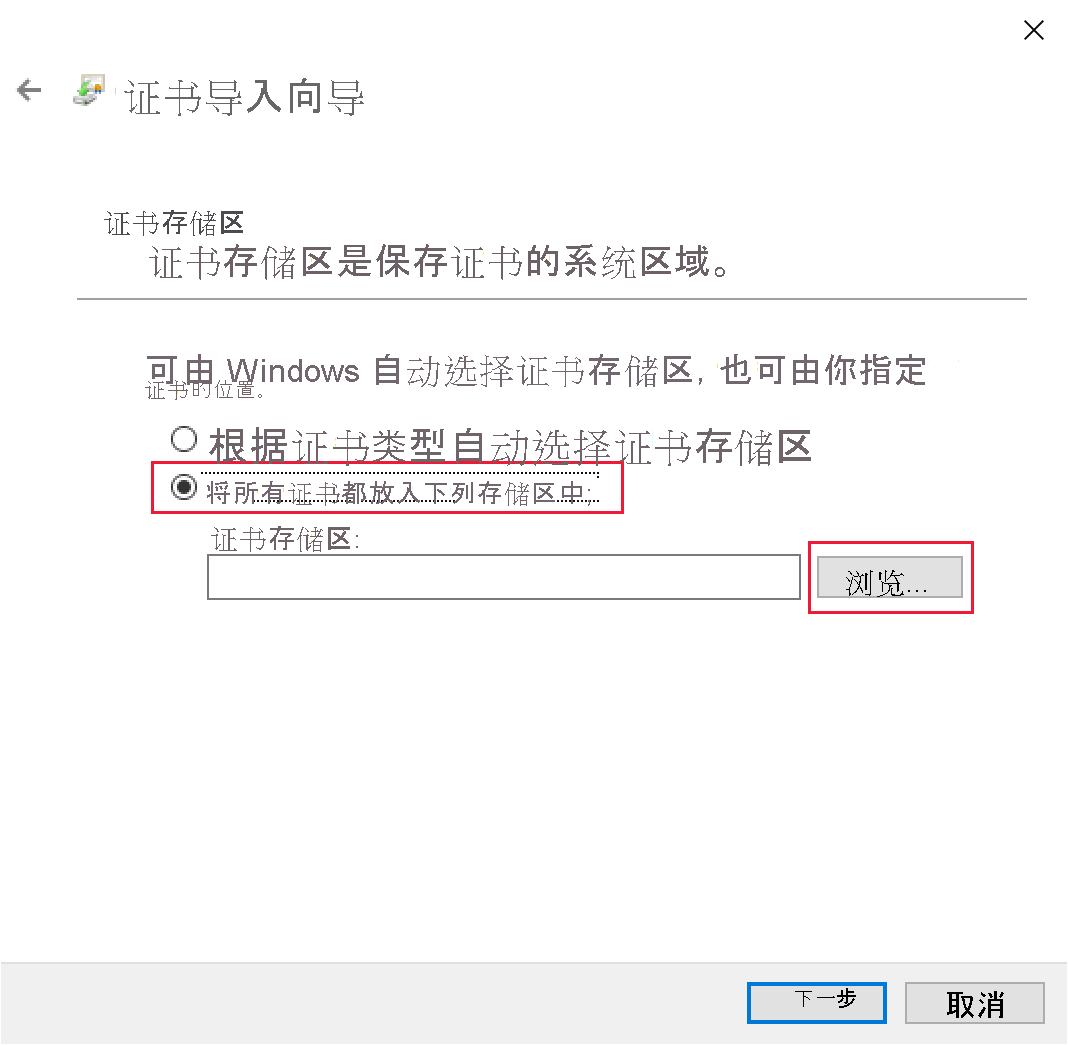 证书导入向导
证书存储区
证书存储区是保存证书的系统区域。
可由 Windows 自动选择证书存储区, 也可由你指定
证书的位置。
根据证书类型自动选择证书存储区
将所有证书都放入下列存储区中;
证书存储区:
浏览...
下一步
取消